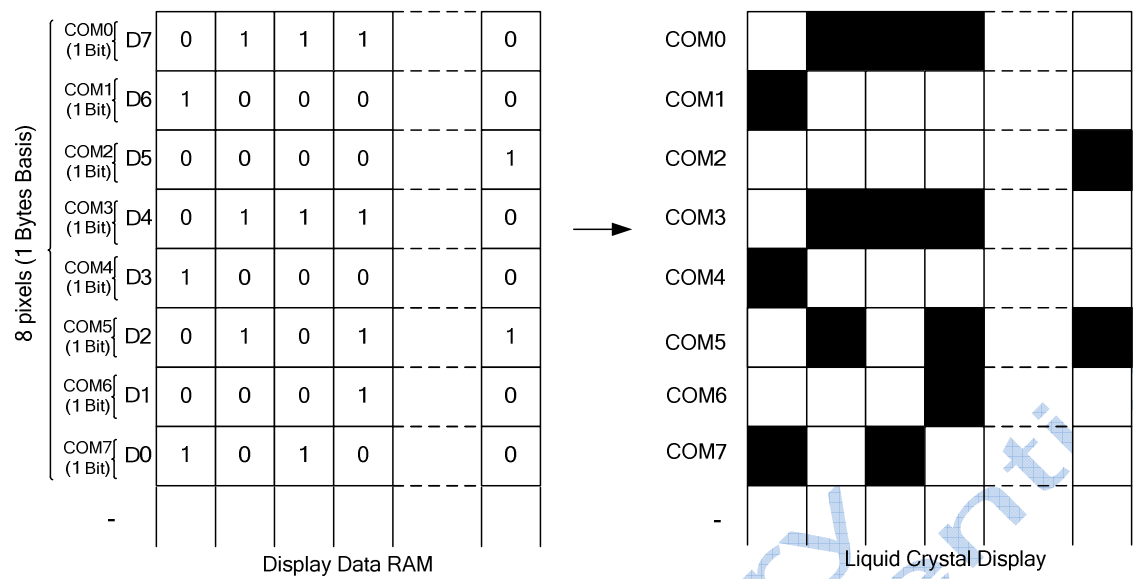 8 pixels (1 Bytes Basis)
COM0 (1 Bit) D7 0 1 1 1 0
COM1 (1 Bit) D6 1 0 0 0 0
COM2 (1 Bit) D5 0 0 0 0 1
COM3 (1 Bit) D4 0 1 1 1 0
COM4 (1 Bit) D3 1 0 0 0 0
COM5 (1 Bit) D2 0 1 0 1 1
COM6 (1 Bit) D1 0 0 0 1 0
COM7 (1 Bit) D0 1 0 1 0 0
-
Display Data RAM
COM0
COM1
COM2
COM3
COM4
COM5
COM6
COM7
-
Liquid Crystal Display